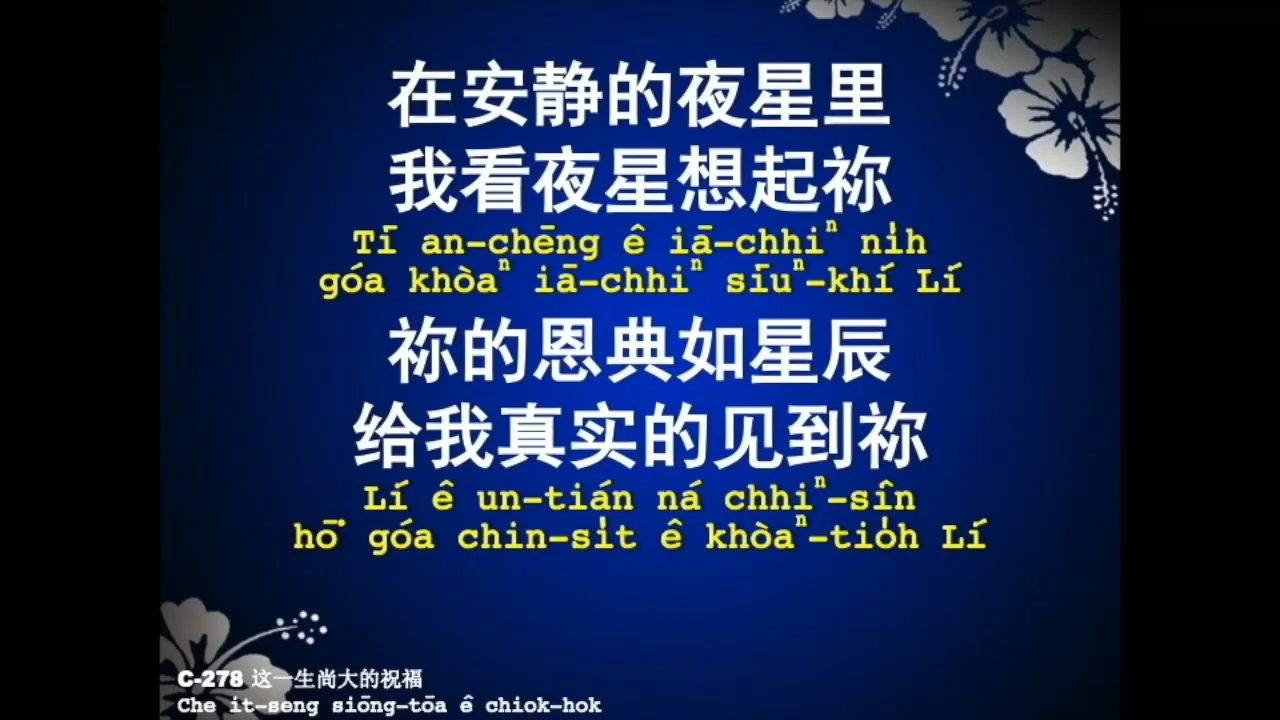 在安静的夜星里
我看夜星想起祢
Tī an-chēng ê iā-chhiⁿ ni̍h
góa khòaⁿ iā-chhiⁿ sīuⁿ-khí Lí
祢的恩典如星辰
给我真实的见到祢
Lí ê un-tián ná chhiⁿ-sîn
hō͘ góa chin-si̍t ê khòaⁿ-tio̍h Lí
C-278 这一生尚大的祝福
Che it-seng siōng-tōa ê chiok-hok